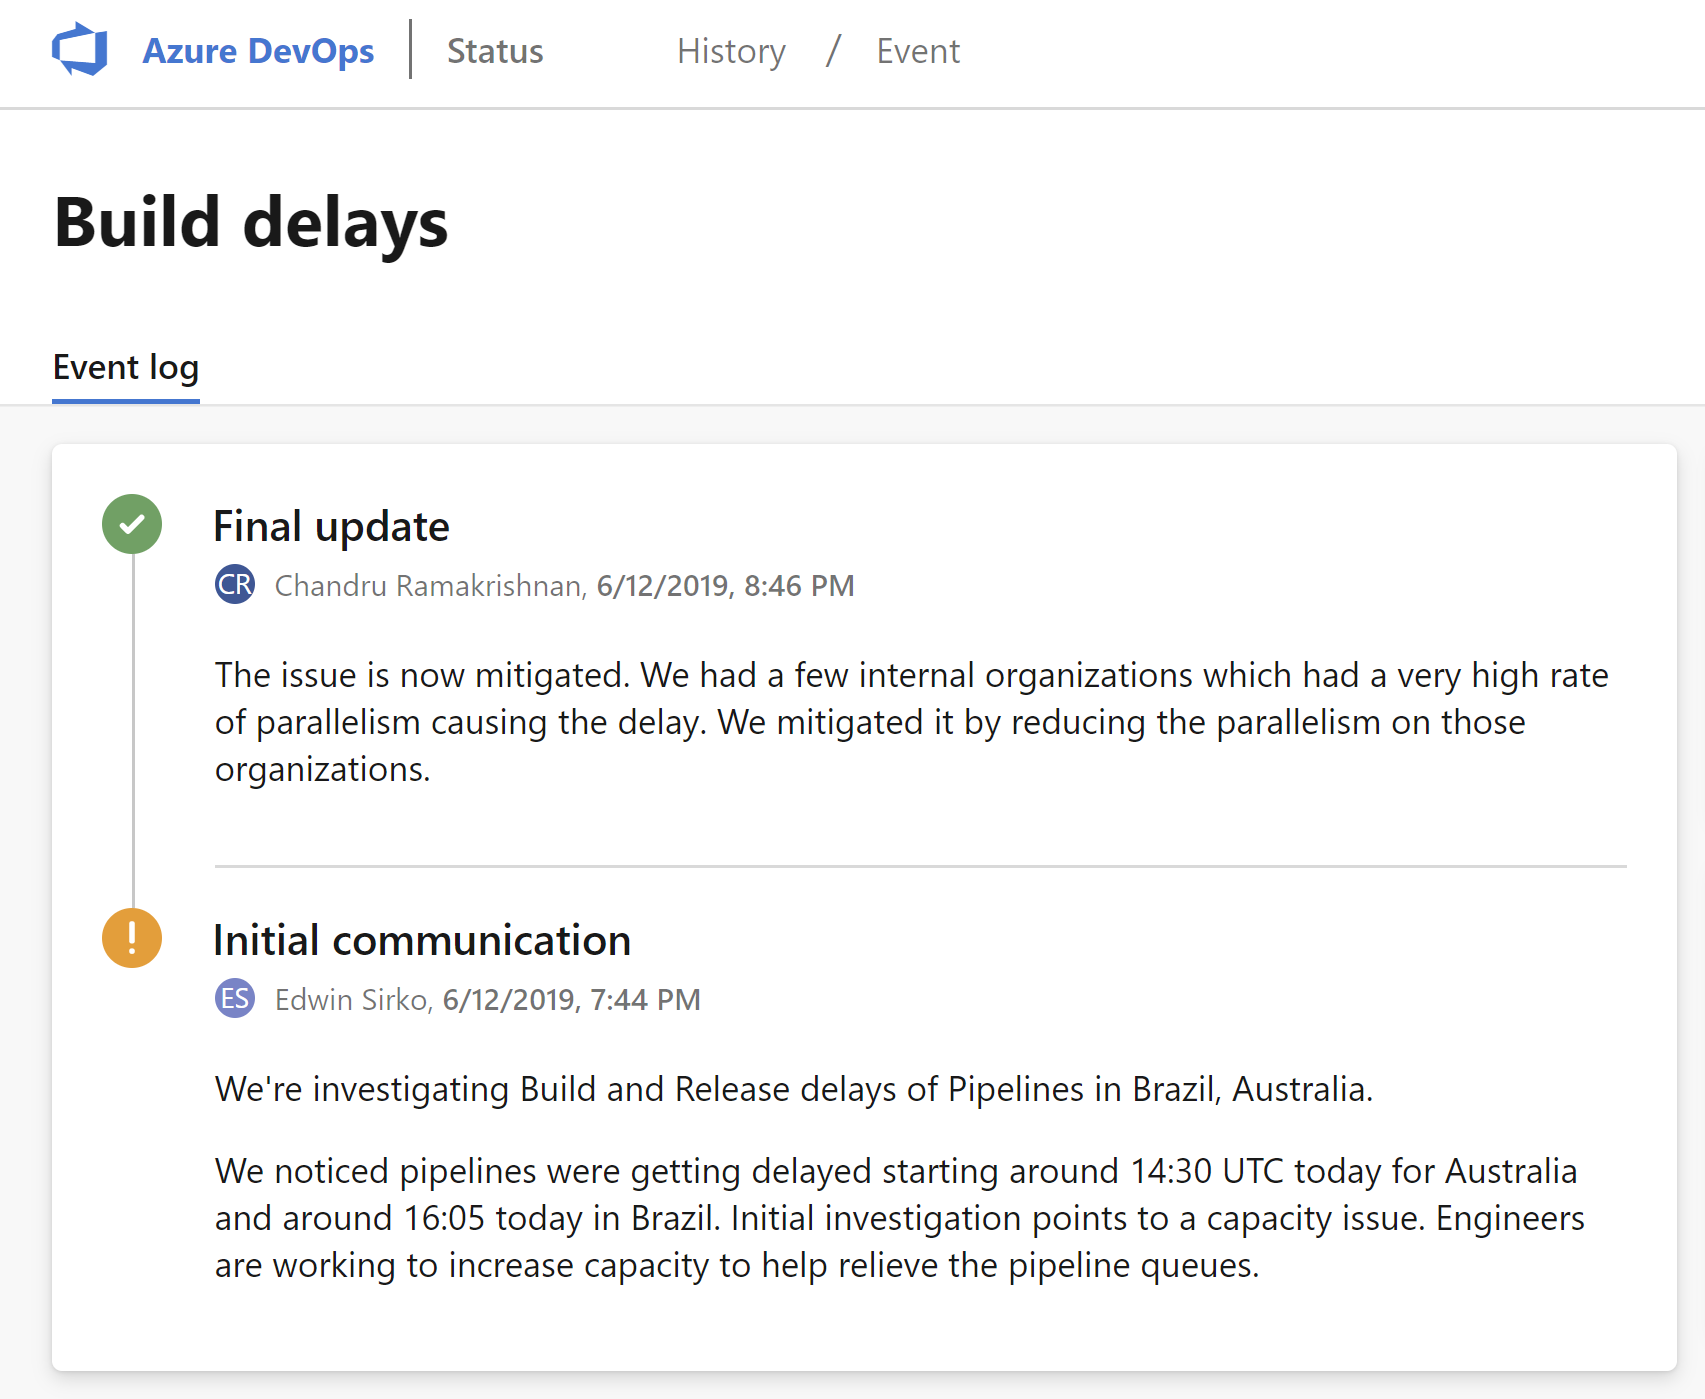 Azure DevOps Status History / Event
Build delays
Event log
Final update
CR Chandru Ramakrishnan, 6/12/2019, 8:46 PM
The issue is now mitigated. We had a few internal organizations which had a very high rate
of parallelism causing the delay. We mitigated it by reducing the parallelism on those
organizations.
Initial communication
ES Edwin Sirko, 6/12/2019, 7:44 PM
We're investigating Build and Release delays of Pipelines in Brazil, Australia.
We noticed pipelines were getting delayed starting around 14:30 UTC today for Australia
and around 16:05 today in Brazil. Initial investigation points to a capacity issue. Engineers
are working to increase capacity to help relieve the pipeline queues.